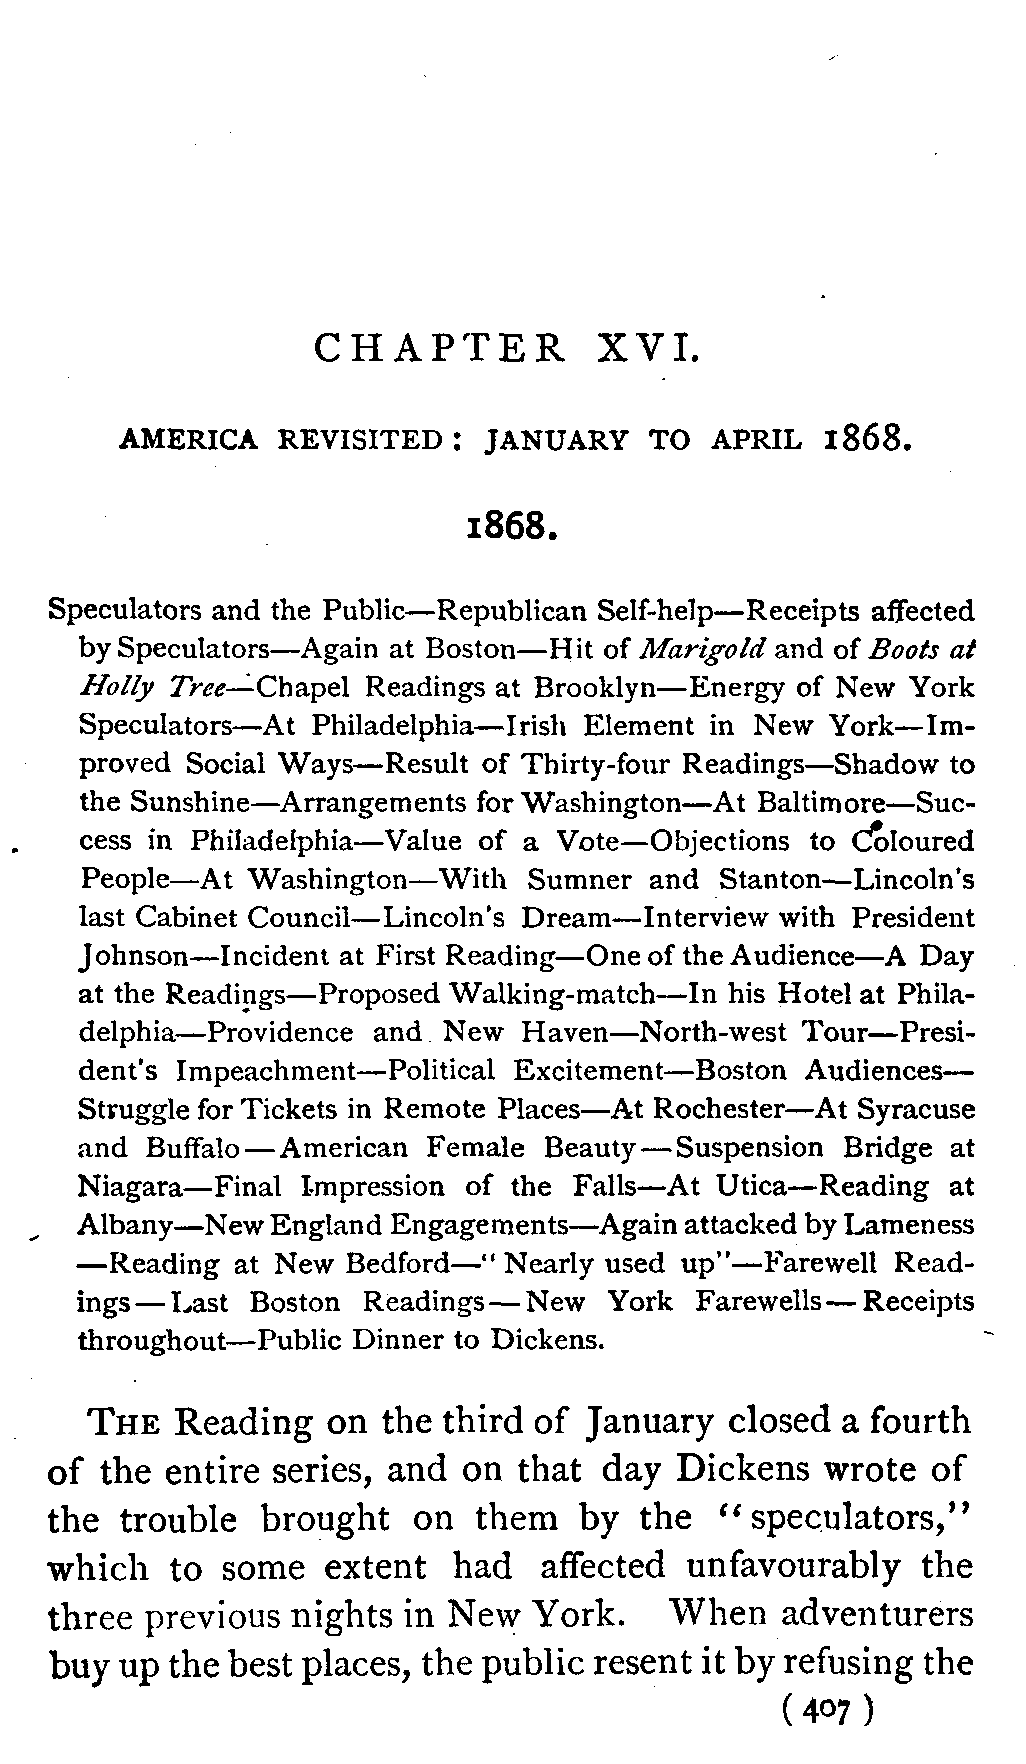 CHAPTER XVI.
AMERICA REVISITED: JANUARY TO APRIL 1868.
1868.
Speculators and the Public—Republican Self-help—Receipts affected
by Speculators—Again at Boston—Hit of Marigold and of Boots at
Holly Tree—Chapel Readings at Brooklyn—Energy of New York
Speculators—At Philadelphia—Irish Element in New York—Im-
proved Social Ways—Result of Thirty-four Readings—Shadow to
the Sunshine—Arrangements for Washington—At Baltimore—Suc-
cess in Philadelphia—Value of a Vote—Objections to Coloured
People—At Washington—With Sumner and Stanton—Lincoln's
last Cabinet Council—Lincoln's Dream—Interview with President
Johnson—Incident at First Reading—One of the Audience—A Day
at the Readings—Proposed Walking-match—In his Hotel at Phila-
delphia—Providence and New Haven—North-west Tour—Presi-
dent's Impeachment—Political Excitement—Boston Audiences—
Struggle for Tickets in Remote Places—At Rochester—At Syracuse
and Buffalo—American Female Beauty—Suspension Bridge at
Niagara—Final Impression of the Falls—At Utica—Reading at
Albany—New England Engagements—Again attacked by Lameness
—Reading at New Bedford—"Nearly used up"—Farewell Read-
ings—Last Boston Readings—New York Farewells—Receipts
throughout—Public Dinner to Dickens.
THE Reading on the third of January closed a fourth
of the entire series, and on that day Dickens wrote of
the trouble brought on them by the "speculators,"
which to some extent had affected unfavourably the
three previous nights in New York. When adventurers
buy up the best places, the public resent it by refusing the
(407)